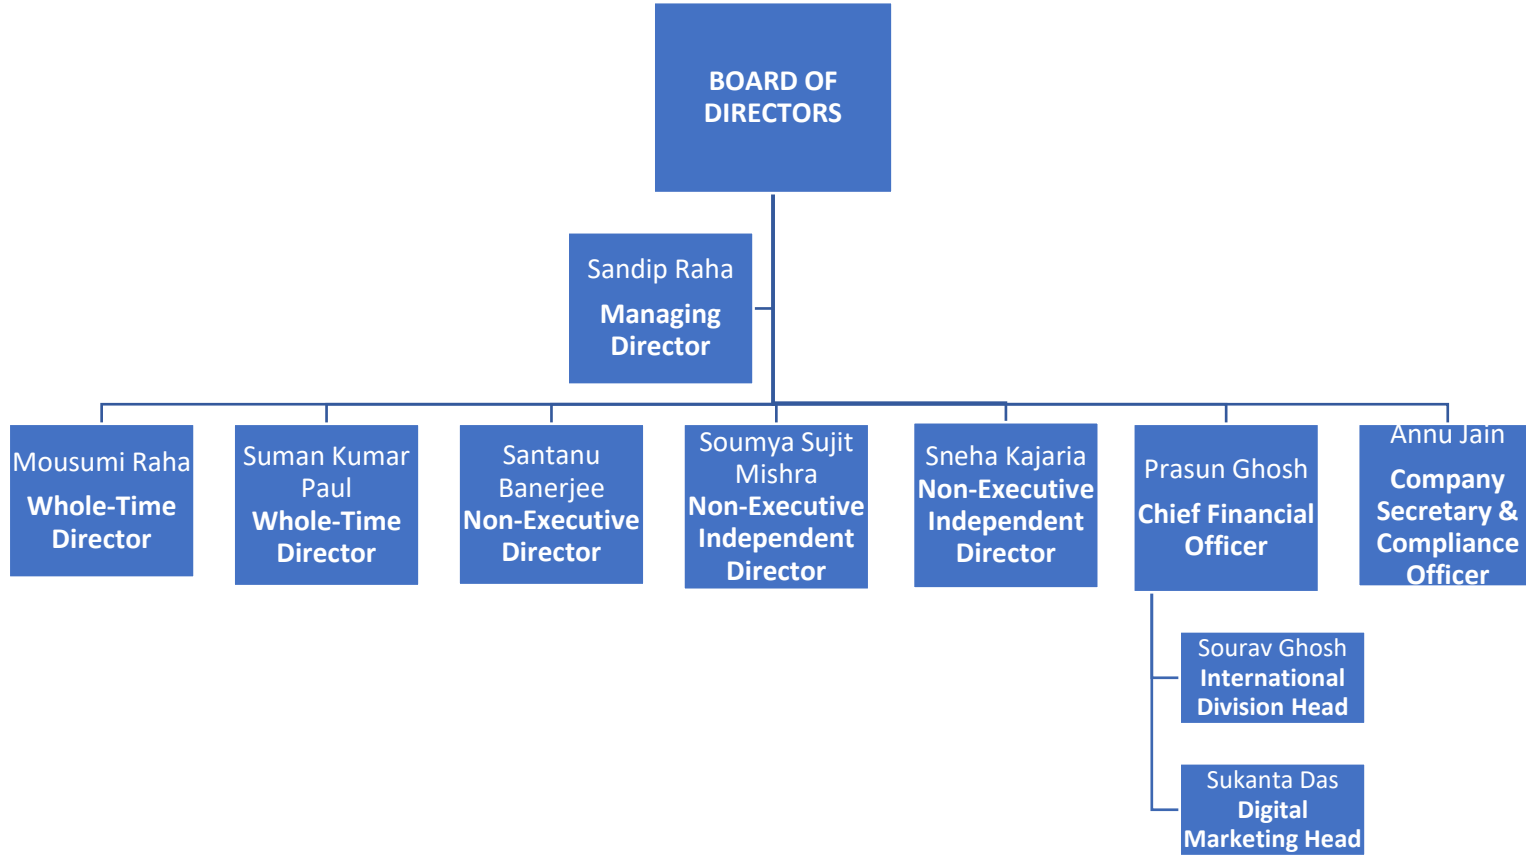 BOARD OF
DIRECTORS
Sandip Raha
Managing
Director
Mousumi Raha
Whole-Time
Director
Suman Kumar
Paul
Whole-Time
Director
Santanu
Banerjee
Non-Executive
Director
Soumya Sujit
Mishra
Non-Executive
Independent
Director
Sneha Kajaria
Non-Executive
Independent
Director
Prasun Ghosh
Chief Financial
Officer
Annu Jain
Company
Secretary &
Compliance
Officer
Sourav Ghosh
International
Division Head
Sukanta Das
Digital
Marketing Head